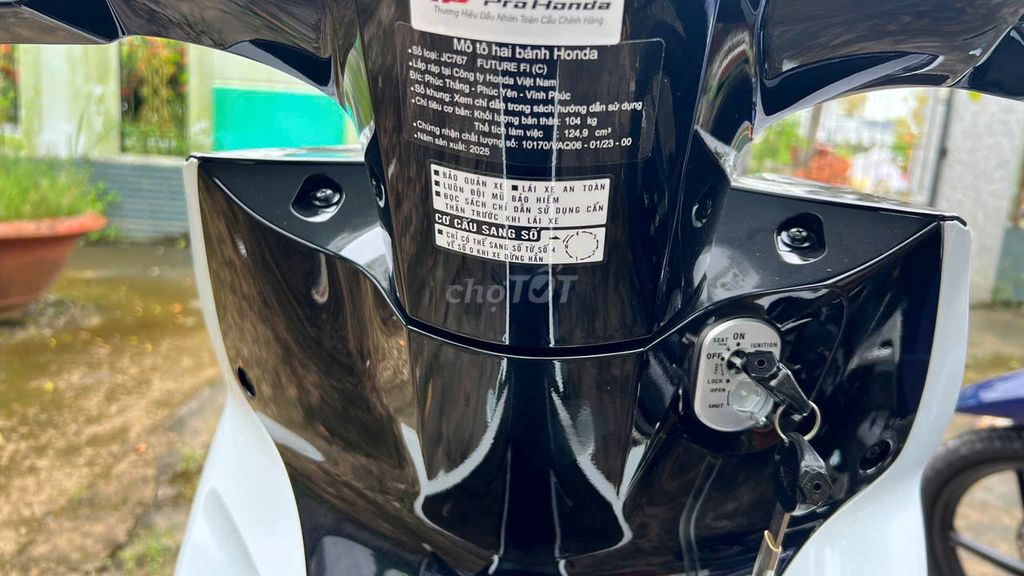 Pro Honda
Thương Hiệu Dầu Nhờn Toàn Cầu Chính Hãng
Mô tô hai bánh Honda
•Số loại: JC767 FUTURE FI (C)
•Lắp ráp tại Công ty Honda Việt Nam
Đ/c: Phúc Thắng - Phúc Yên - Vĩnh Phúc
•Số khung: Xem chỉ dẫn trong sách hướng dẫn sử dụng
•Chỉ tiêu cơ bản: Khối lượng bản thân: 104 kg
Thể tích làm việc 124,9 cm³
•Chứng nhận chất lượng số: 10170/VAQ06 - 01/23 - 00
•Năm sản xuất: 2025
■ BẢO QUẢN XE ■ LÁI XE AN TOÀN
■ LUÔN ĐỘI MŨ BẢO HIỂM
■ ĐỌC SÁCH CHỈ DẪN SỬ DỤNG CẨN
THẬN TRƯỚC KHI LÁI XE
CƠ CẤU SANG SỐ
■ CHỈ CÓ THỂ SANG SỐ TỪ SỐ 4
VỀ SỐ 0 KHI XE DỪNG HẲN
chợTỐT
SEAT
ON
IGNITION
OFF
LOCK
OPEN
SHUT